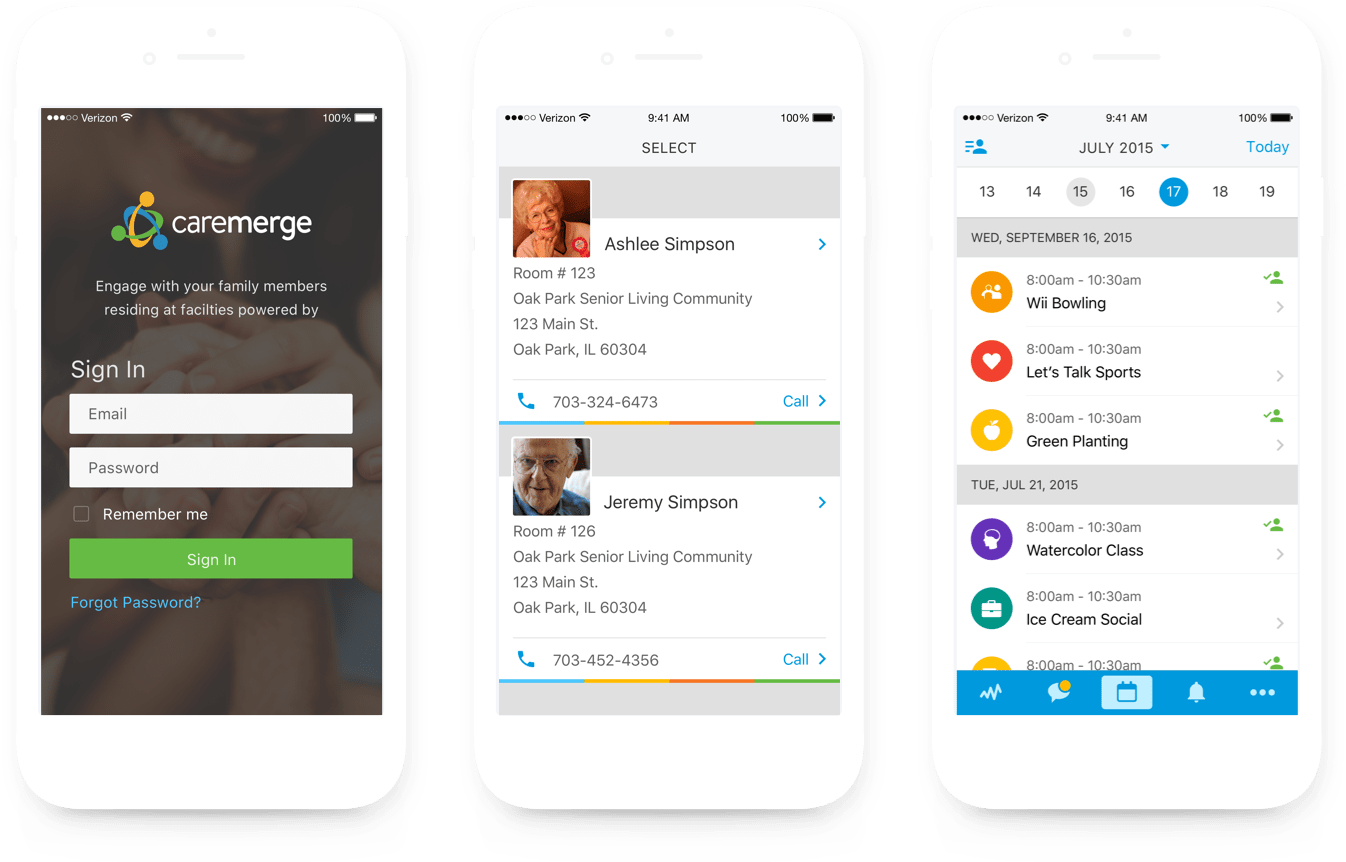 Verizon 100%
caremerge
Engage with your family members
residing at facilties powered by
Sign In
Email
Password
Remember me
Sign In
Forgot Password?
Verizon 9:41 AM 100%
SELECT
Ashlee Simpson
Room # 123
Oak Park Senior Living Community
123 Main St.
Oak Park, IL 60304
703-324-6473 Call
Jeremy Simpson
Room # 126
Oak Park Senior Living Community
123 Main St.
Oak Park, IL 60304
703-452-4356 Call
Verizon 9:41 AM 100%
JULY 2015 Today
13 14 15 16 17 18 19
WED, SEPTEMBER 16, 2015
8:00am - 10:30am
Wii Bowling
8:00am - 10:30am
Let’s Talk Sports
8:00am - 10:30am
Green Planting
TUE, JUL 21, 2015
8:00am - 10:30am
Watercolor Class
8:00am - 10:30am
Ice Cream Social
8:00am - 10:30am